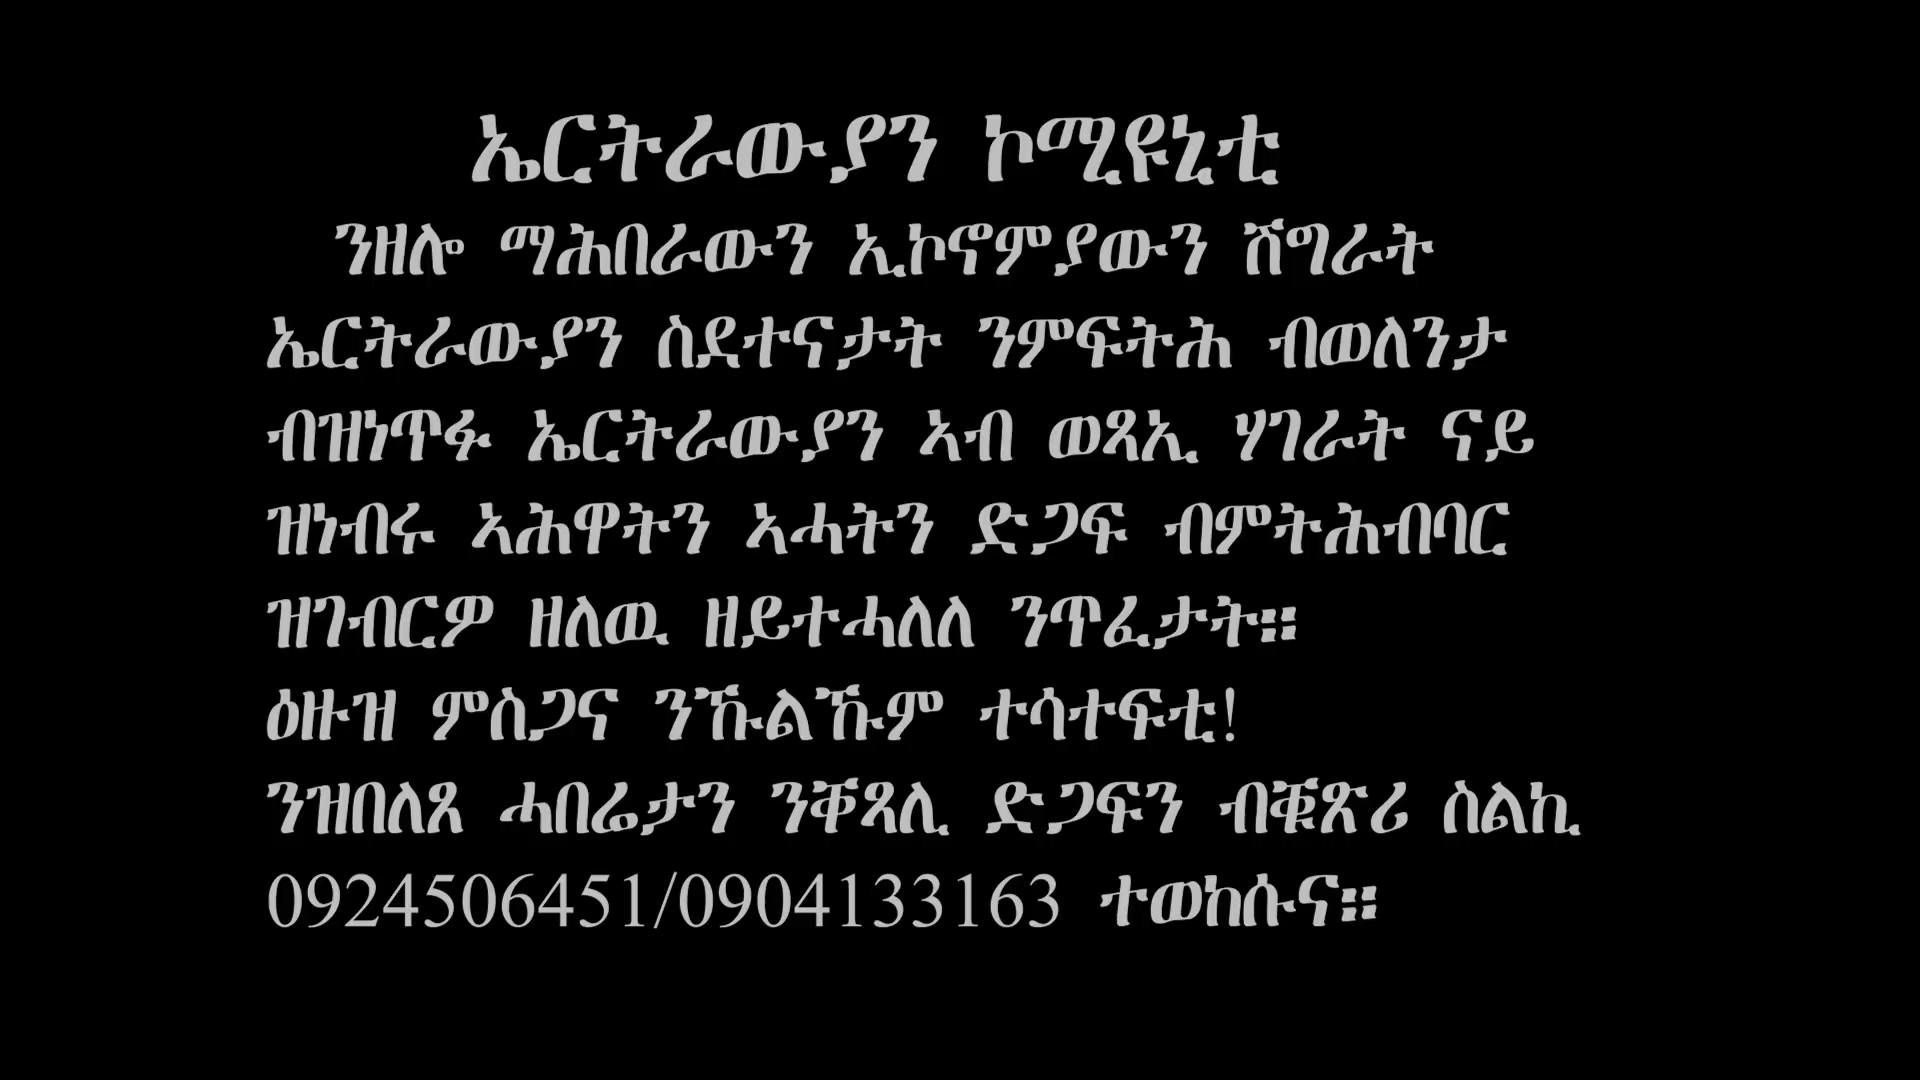 ኤርትራውያን ኮሚዩኒቲ
ንዘሎ ማሕበራውን ኢኮኖምያውን ሽግራት
ኤርትራውያን ስደተናታት ንምፍትሕ ብወለንታ
ብዝነጥፉ ኤርትራውያን ኣብ ወጻኢ ሃገራት ናይ
ዝነብሩ ኣሕዋትን ኣሓትን ድጋፍ ብምትሕብባር
ዝገብርዎ ዘለዉ ዘይተሓለለ ንጥፈታት።
ዕዙዝ ምስጋና ንኹልኹም ተሳተፍቲ!
ንዝበለጸ ሓበሬታን ንቐጻሊ ድጋፍን ብቑጽሪ ስልኪ
0924506451/0904133163 ተወከሱና።